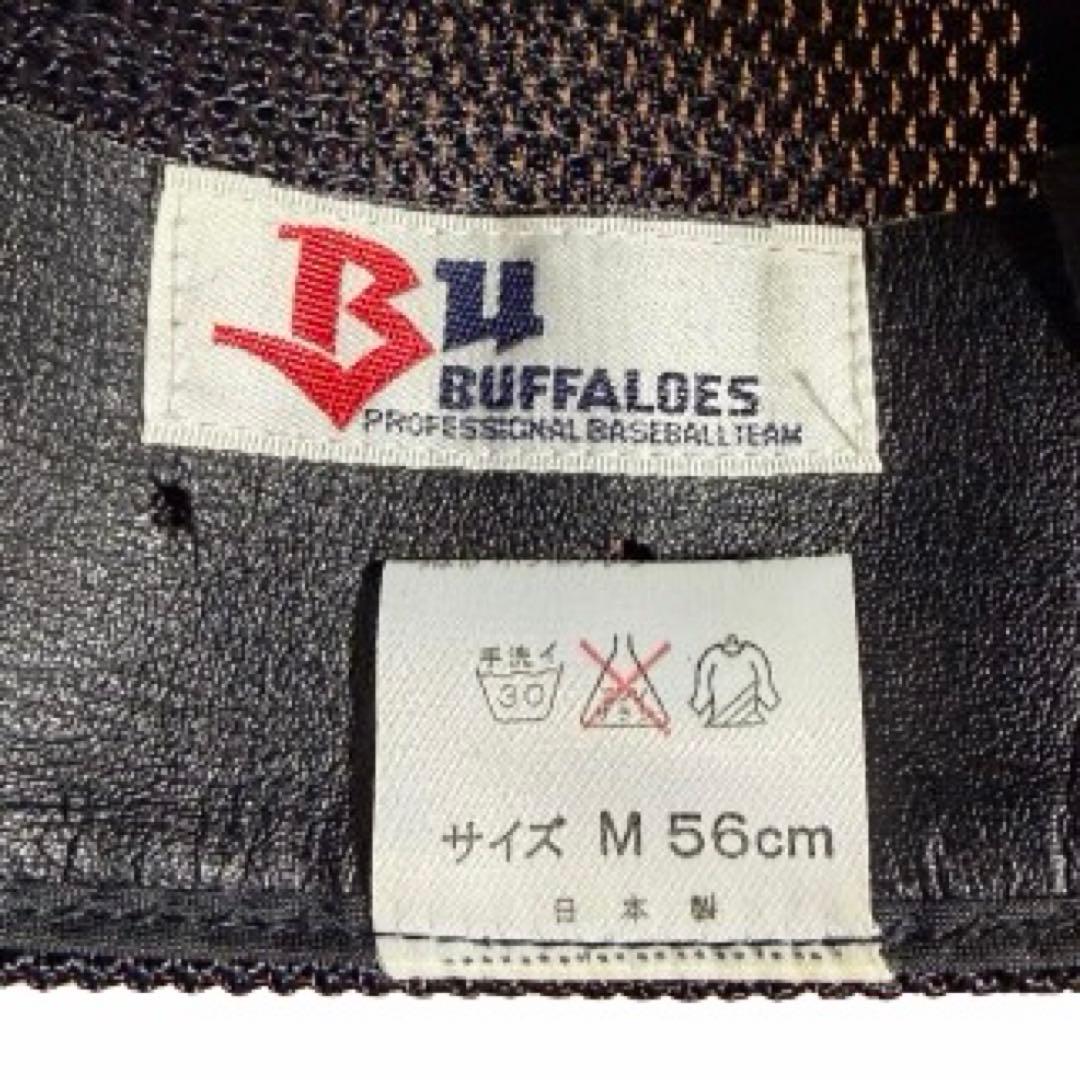 Bu
BUFFALOES
PROFESSIONAL BASEBALL TEAM
手洗イ
30
サイズ M 56cm
日本製